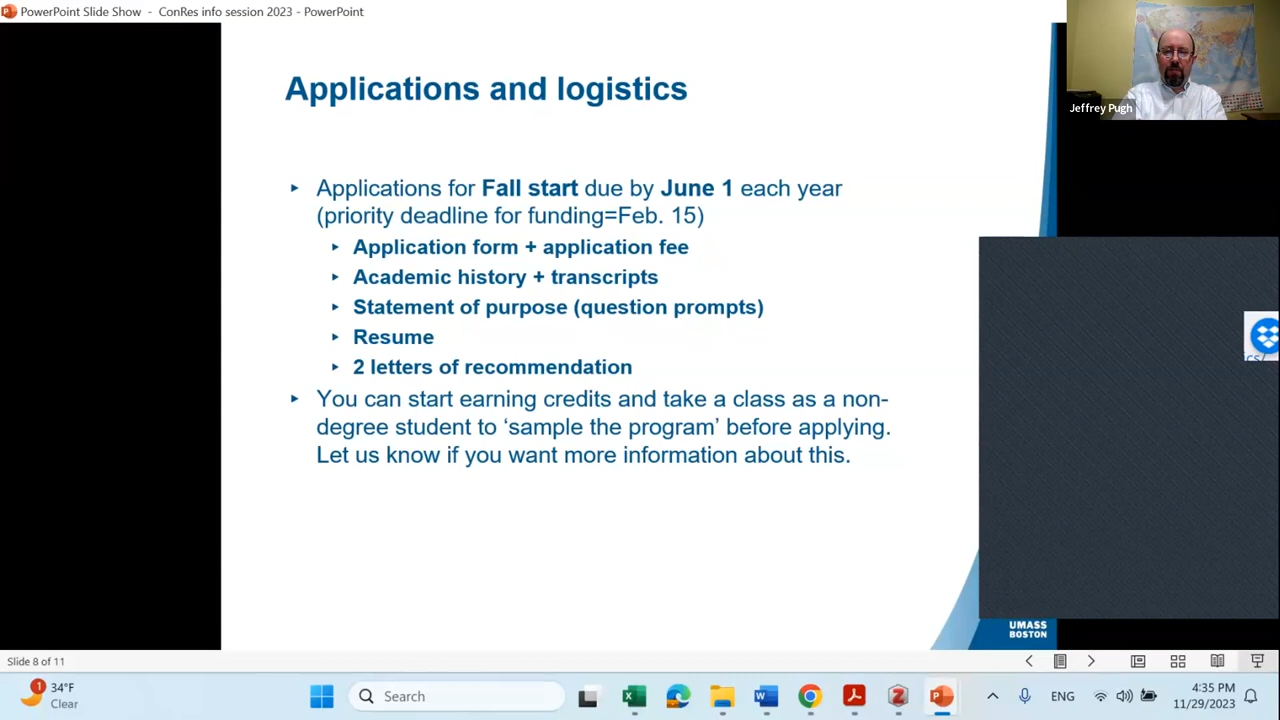 PowerPoint Slide Show - ConRes info session 2023 - PowerPoint
Jeffrey Pugh
Applications and logistics
Applications for Fall start due by June 1 each year
(priority deadline for funding=Feb. 15)
Application form + application fee
Academic history + transcripts
Statement of purpose (question prompts)
Resume
2 letters of recommendation
You can start earning credits and take a class as a non-
degree student to ‘sample the program’ before applying.
Let us know if you want more information about this.
cs/
UMASS
BOSTON
Slide 8 of 11
1
34°F
Clear
Search
ENG
4:35 PM
11/29/2023